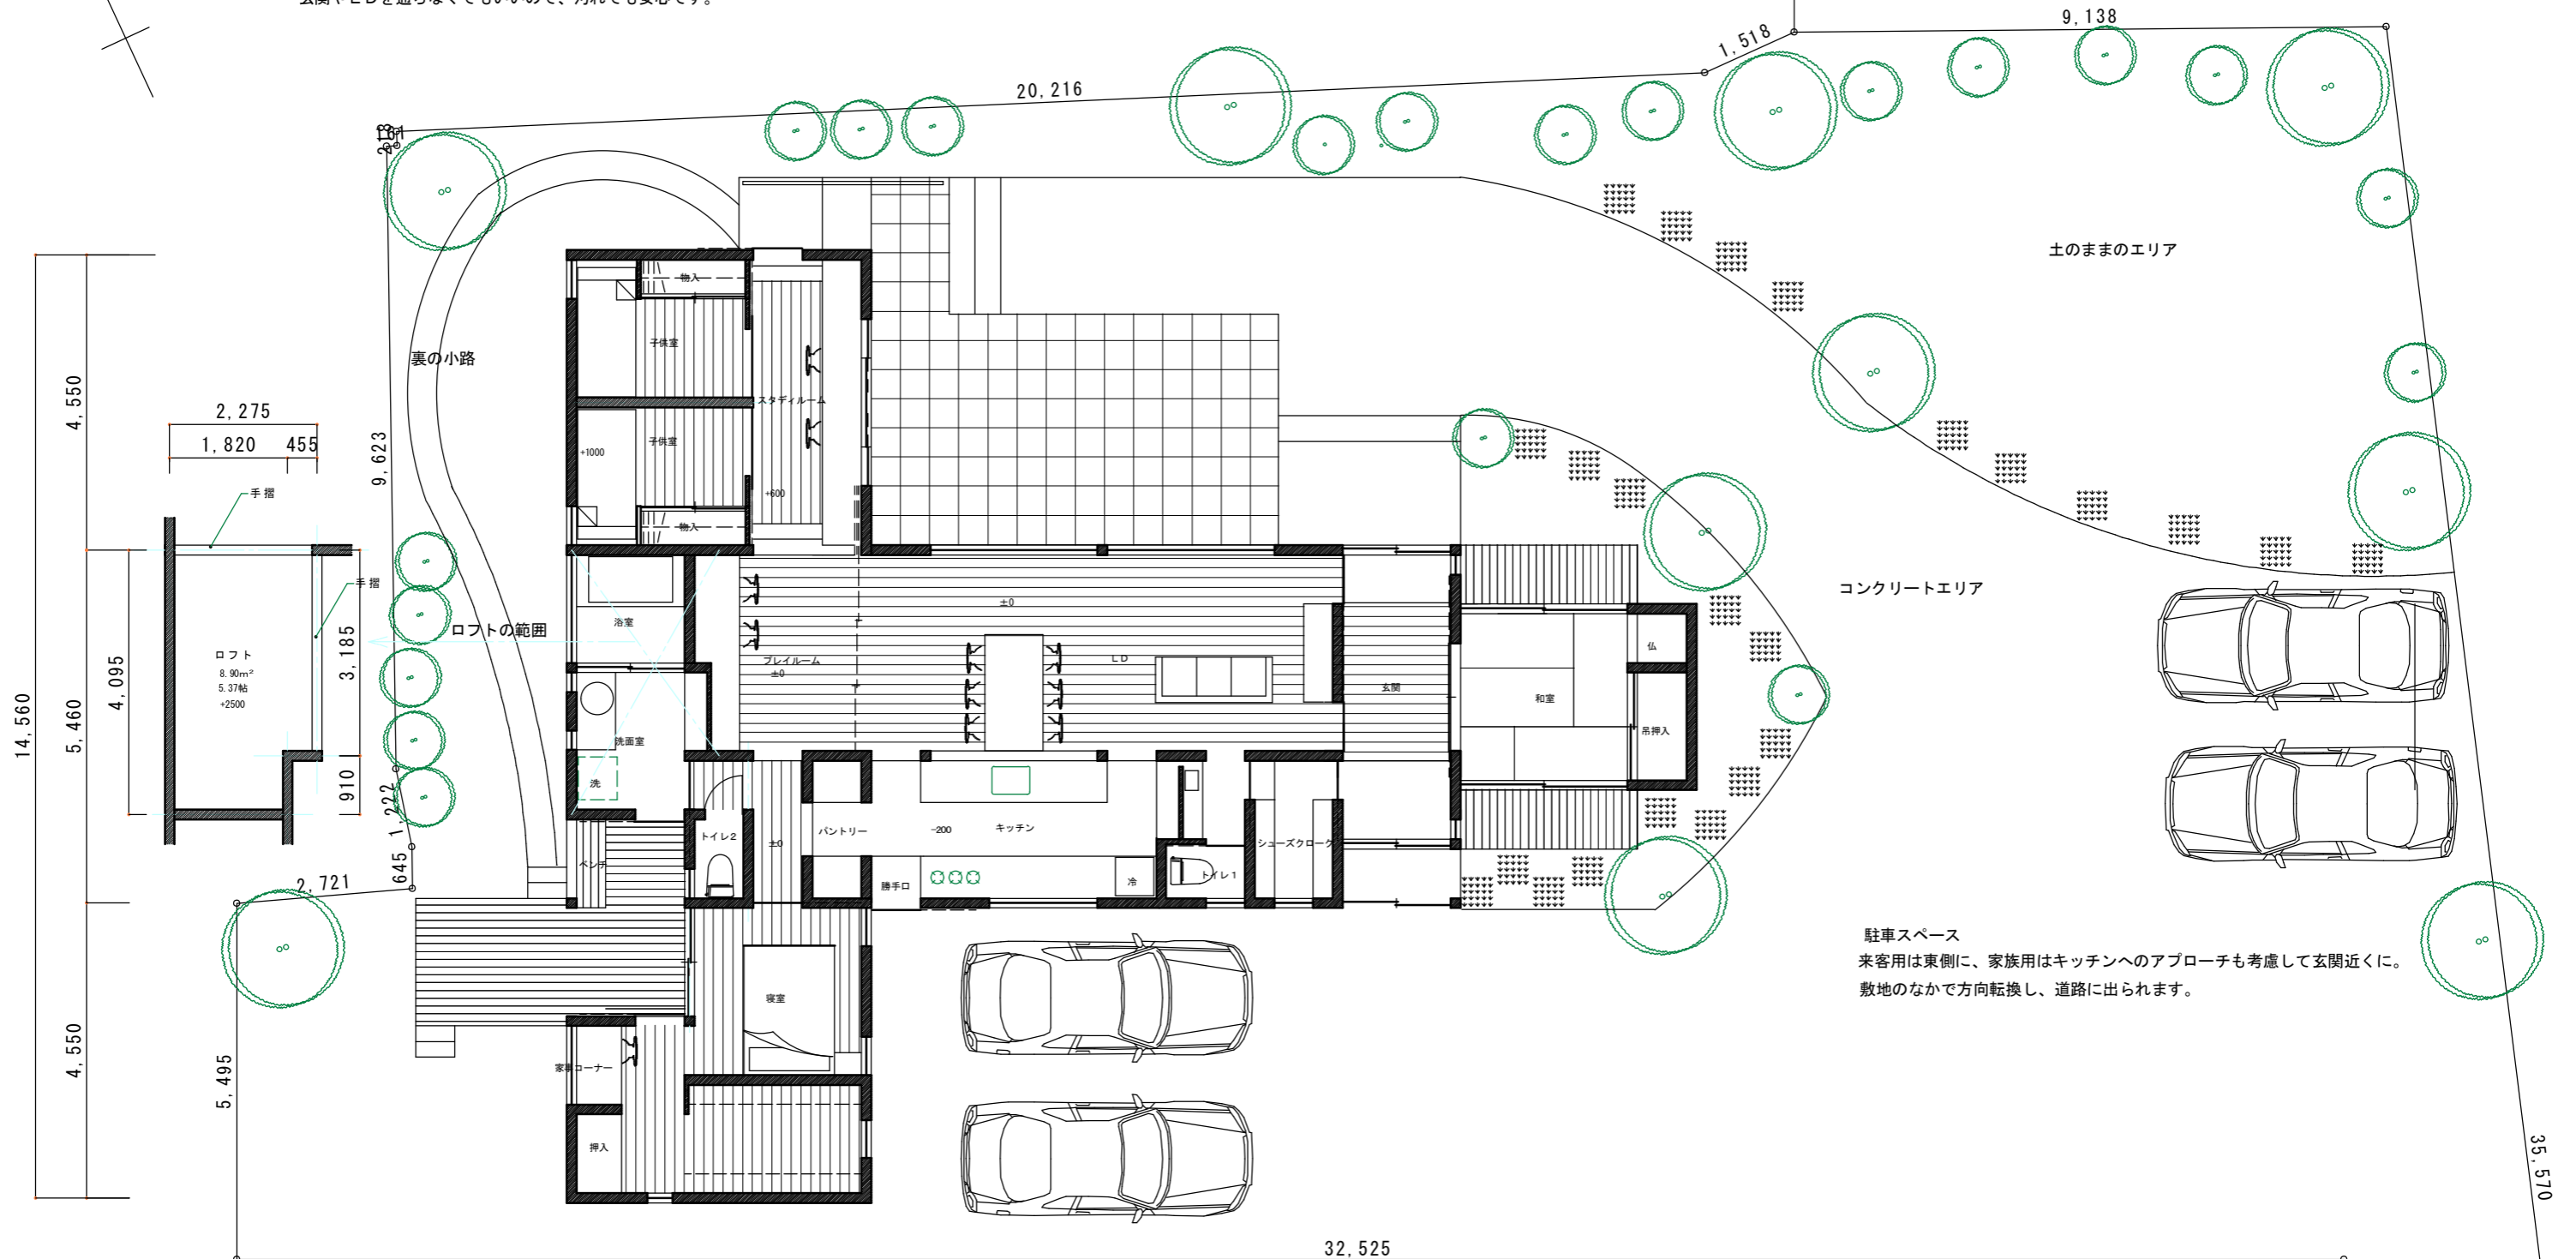 9,138
1,518
20,216
土のままのエリア
物入
子供室
裏の小路
スタディルーム
4,550
2,275
1,820
455
9,623
子供室
+1000
+600
物入
手摺
手摺
コンクリートエリア
±0
浴室
ロフトの範囲
仏
ロフト
8.90m²
5.37帖
+2500
3,185
プレイルーム
±0
LD
玄関
和室
14,560
5,460
4,095
洗面室
吊押入
洗
910
1,222
トイレ2
±0
パントリー
-200
キッチン
シューズクローク
ベンチ
645
2,721
勝手口
冷
トイレ1
駐車スペース
来客用は東側に、家族用はキッチンへのアプローチも考慮して玄関近くに。
敷地のなかで方向転換し、道路に出られます。
寝室
4,550
5,495
家事コーナー
押入
35,570
32,525